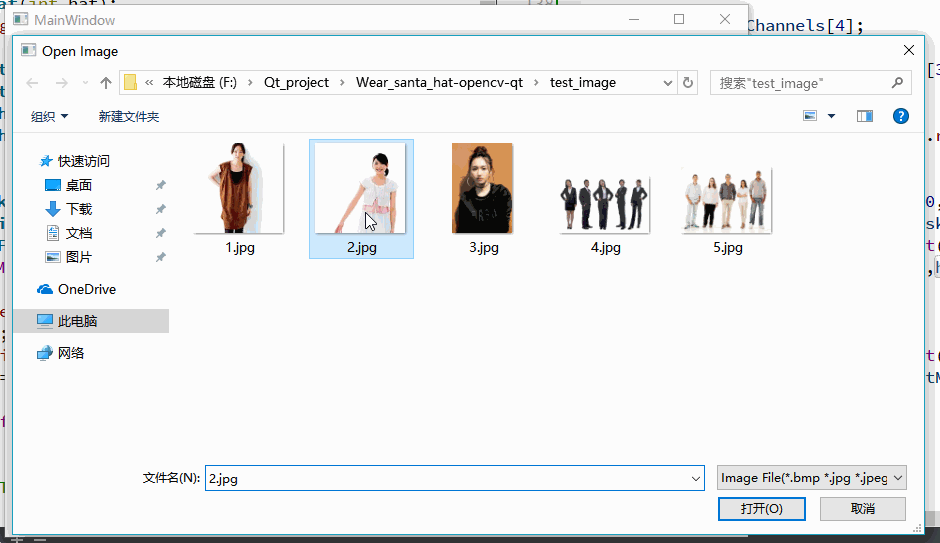 MainWindow
Channels[4];
Open Image
« 本地磁盘 (F:) › Qt_project › Wear_santa_hat-opencv-qt › test_image
搜索"test_image"
组织
新建文件夹
快速访问
桌面
下载
文档
图片
OneDrive
此电脑
网络
1.jpg
2.jpg
3.jpg
4.jpg
5.jpg
文件名(N):
2.jpg
Image File(*.bmp *.jpg *.jpeg
打开(O)
取消